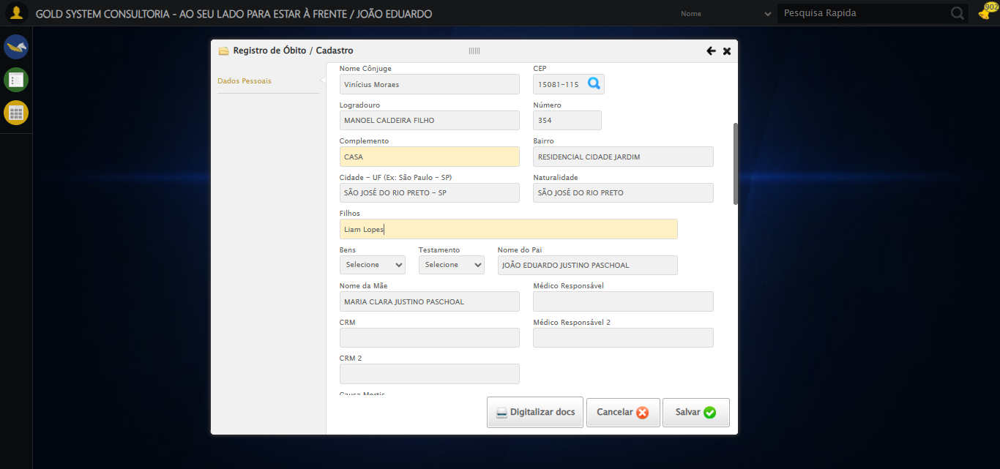 GOLD SYSTEM CONSULTORIA - AO SEU LADO PARA ESTAR À FRENTE / JOÃO EDUARDO
Nome
Pesquisa Rapida
902
Registro de Óbito / Cadastro
Dados Pessoais
Nome Cônjuge
CEP
Vinícius Moraes
15081-115
Logradouro
Número
MANOEL CALDEIRA FILHO
354
Complemento
Bairro
CASA
RESIDENCIAL CIDADE JARDIM
Cidade - UF (Ex: São Paulo - SP)
Naturalidade
SÃO JOSÉ DO RIO PRETO - SP
SÃO JOSÉ DO RIO PRETO
Filhos
Liam Lopes
Bens
Testamento
Nome do Pai
Selecione
Selecione
JOÃO EDUARDO JUSTINO PASCHOAL
Nome da Mãe
Médico Responsável
MARIA CLARA JUSTINO PASCHOAL
CRM
Médico Responsável 2
CRM 2
Causa Mortis
Digitalizar docs
Cancelar
Salvar